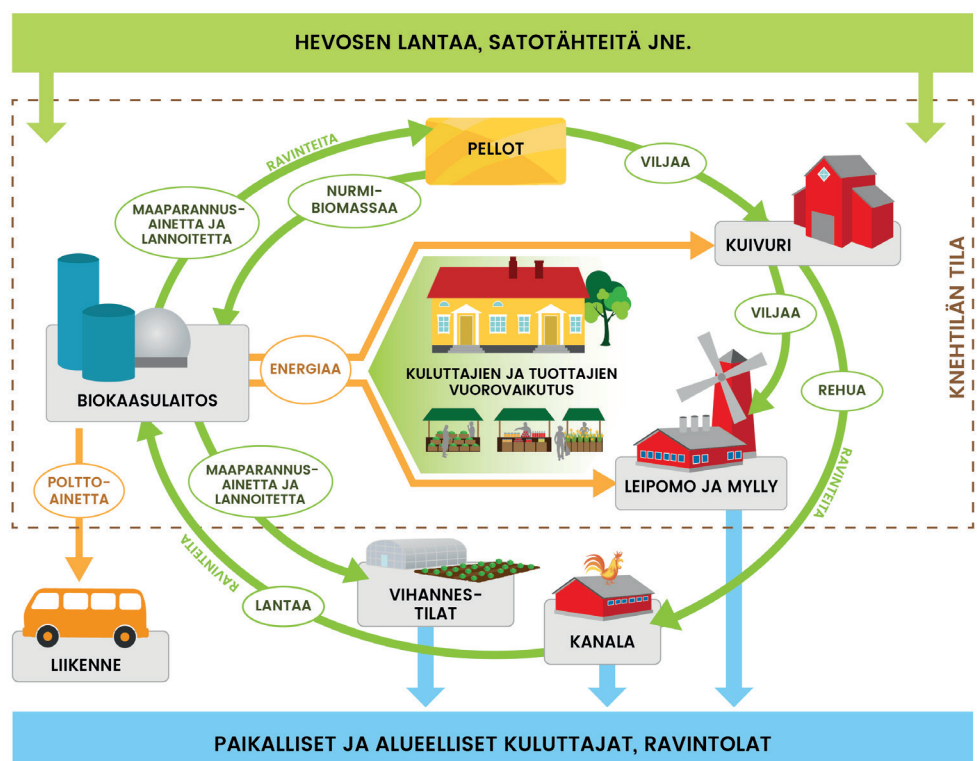 HEVOSEN LANTAA, SATOTÄHTEITÄ JNE.
RAVINTEITA
PELLOT
VILJAA
NURMI-
BIOMASSAA
MAAPARANNUS-
AINETTA JA
LANNOITETTA
KUIVURI
KNEHTILÄN TILA
VILJAA
ENERGIAA
KULUTTAJIEN JA TUOTTAJIEN
VUOROVAIKUTUS
REHUA
BIOKAASULAITOS
POLTTO-
AINETTA
MAAPARANNUS-
AINETTA JA
LANNOITETTA
LEIPOMO JA MYLLY
RAVINTEITA
RAVINTEITA
LANTAA
VIHANNES-
TILAT
KANALA
LIIKENNE
PAIKALLISET JA ALUEELLISET KULUTTAJAT, RAVINTOLAT